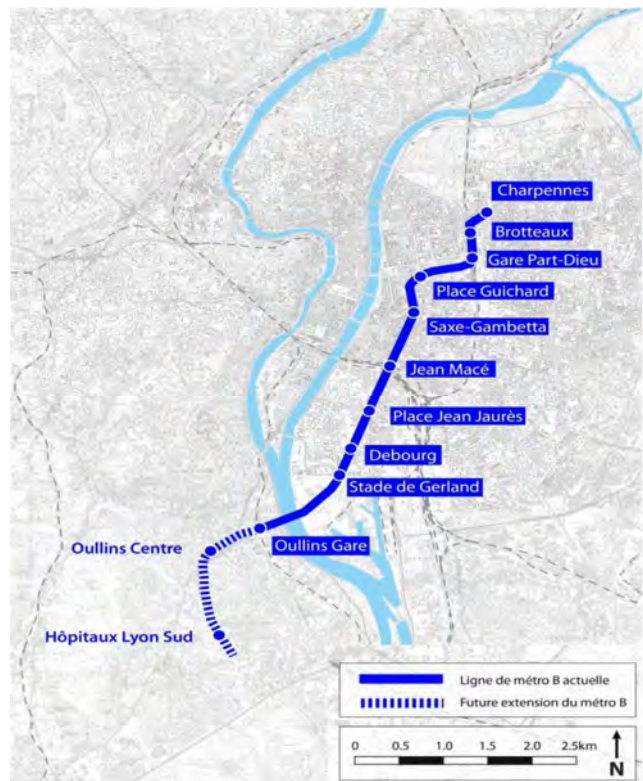 Charpennes
Brotteaux
Gare Part-Dieu
Place Guichard
Saxe-Gambetta
Jean Macé
Place Jean Jaurès
Debourg
Stade de Gerland
Oullins Centre
Oullins Gare
Hôpitaux Lyon Sud
Ligne de métro B actuelle
Future extension du métro B
0 0.5 1.0 1.5 2.0 2.5km
N